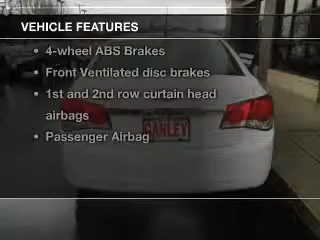 VEHICLE FEATURES
• 4-wheel ABS Brakes
• Front Ventilated disc brakes
• 1st and 2nd row curtain head
airbags
• Passenger Airbag
CANLEY